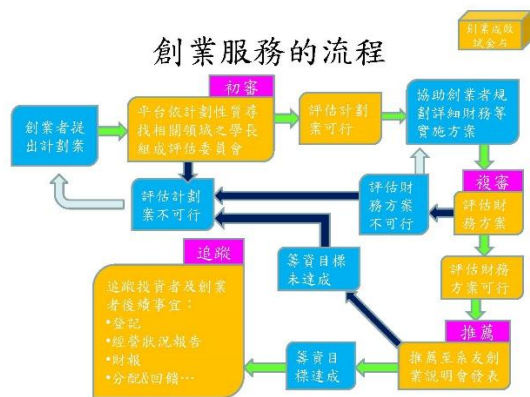 創業成敗
試金片
創業服務的流程
創業者提
出計劃案
初審
平台依計劃性質尋
找相關領域之學長
組成評估委員會
評估計劃
案可行
協助創業者規
劃詳細財務等
實施方案
評估計劃
案不可行
評估財
務方案
不可行
複審
評估財
務方案
評估財務
方案可行
籌資目標
未達成
追蹤
追蹤投資者及創業
者後續事宜：
•登記
•經營狀況報告
•財報
•分配&回饋…
籌資目
標達成
推薦
推薦至系友創
業說明會發表